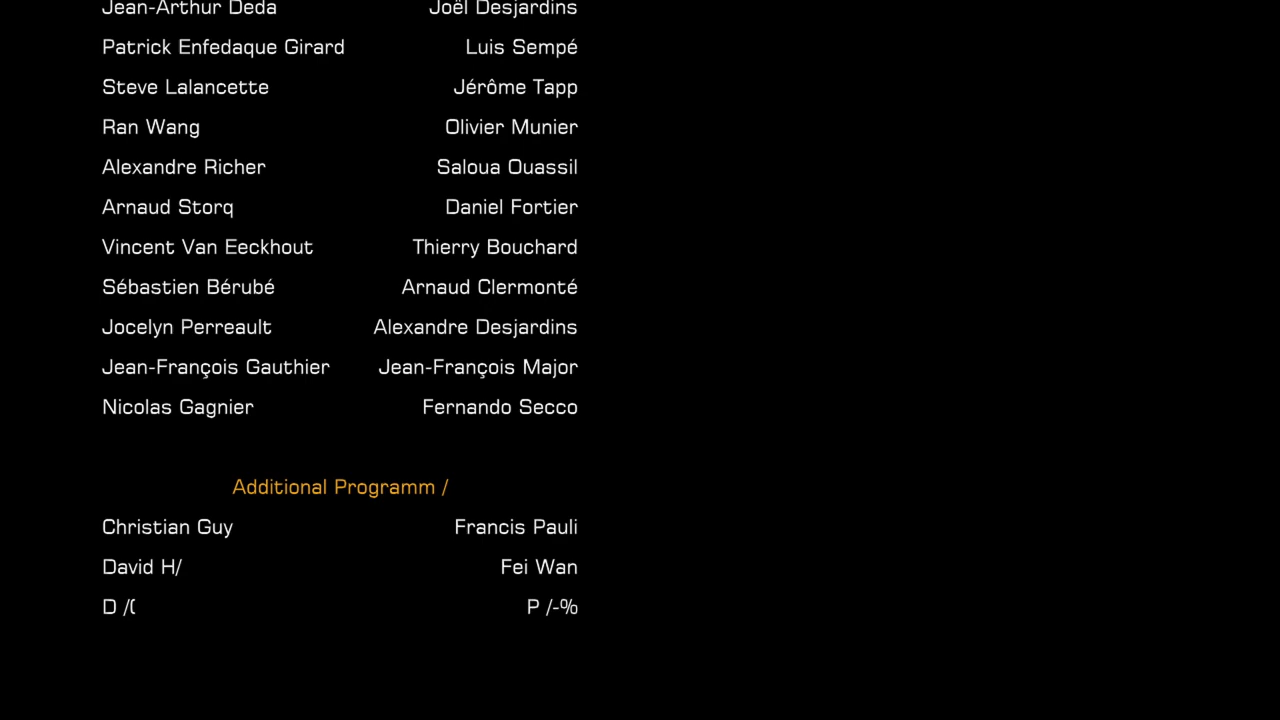 Jean-Arthur Deda Joël Desjardins
Patrick Enfedaque Girard Luis Sempé
Steve Lalancette Jérôme Tapp
Ran Wang Olivier Munier
Alexandre Richer Saloua Ouassil
Arnaud Storq Daniel Fortier
Vincent Van Eeckhout Thierry Bouchard
Sébastien Bérubé Arnaud Clermonté
Jocelyn Perreault Alexandre Desjardins
Jean-François Gauthier Jean-François Major
Nicolas Gagnier Fernando Secco
Additional Programm /
Christian Guy Francis Pauli
David H/ Fei Wan
D /( P /-%